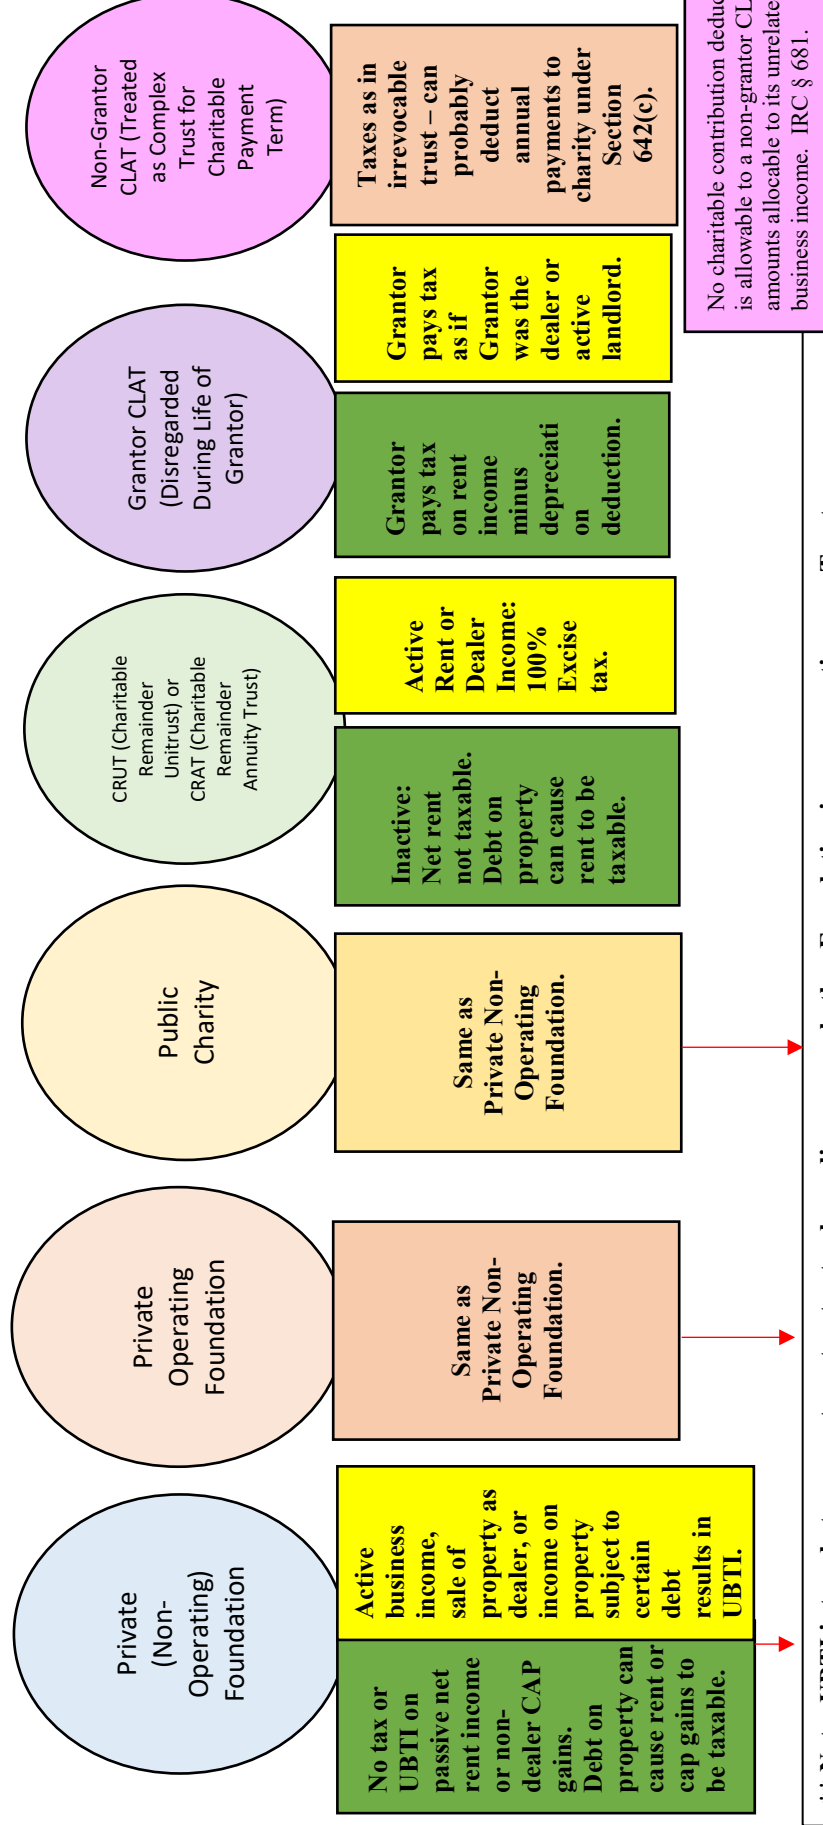 Private
(Non-
Operating)
Foundation
No tax or
UBTI on
passive net
rent income
or non-
dealer CAP
gains.
Debt on
property can
cause rent or
cap gains to
be taxable.
Active
business
income,
sale of
property as
dealer, or
income on
property
subject to
certain
debt
results in
UBTI.
Private
Operating
Foundation
Same as
Private Non-
Operating
Foundation.
Public
Charity
Same as
Private Non-
Operating
Foundation.
CRUT (Charitable
Remainder
Unitrust) or
CRAT (Charitable
Remainder
Annuity Trust)
Inactive:
Net rent
not taxable.
Debt on
property
can cause
rent to be
taxable.
Active
Rent or
Dealer
Income:
100%
Excise
tax.
Grantor CLAT
(Disregarded
During Life of
Grantor)
Grantor
pays tax
on rent
income
minus
depreciati
on
deduction.
Grantor
pays tax
as if
Grantor
was the
dealer or
active
landlord.
Non-Grantor
CLAT (Treated
as Complex
Trust for
Charitable
Payment
Term)
Taxes as in
irrevocable
trust – can
probably
deduct
annual
payments to
charity under
Section
642(c).
No charitable contribution deduc
is allowable to a non-grantor CL
amounts allocable to its unrelate
business income. IRC § 681.